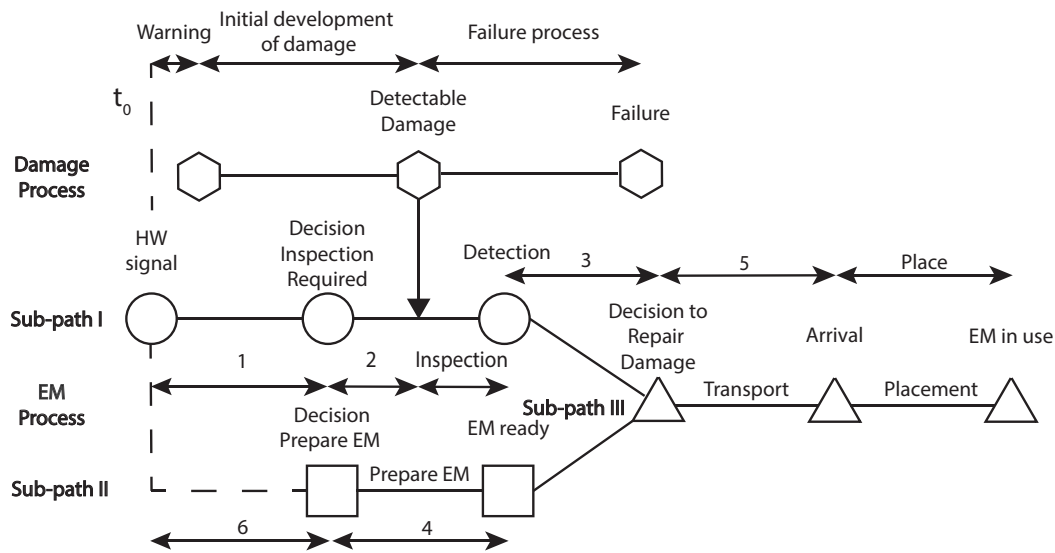 Warning
Initial development
of damage
Failure process
t0
Detectable
Damage
Failure
Damage
Process
HW
signal
Decision
Inspection
Required
Detection
3
5
Place
Sub-path I
Decision to
Repair
Damage
Arrival
EM in use
1
2
Inspection
EM
Process
Decision
Prepare EM
EM ready
Sub-path III
Transport
Placement
Sub-path II
Prepare EM
6
4